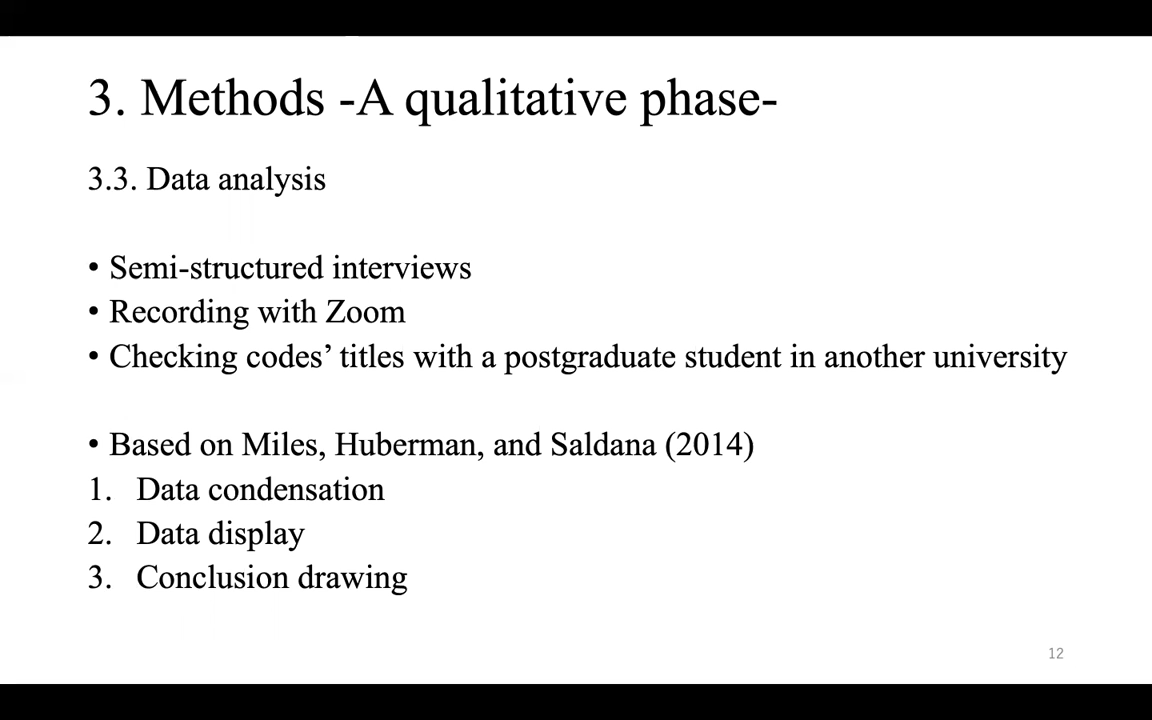 3. Methods -A qualitative phase-
3.3. Data analysis
• Semi-structured interviews
• Recording with Zoom
• Checking codes’ titles with a postgraduate student in another university
• Based on Miles, Huberman, and Saldana (2014)
1. Data condensation
2. Data display
3. Conclusion drawing
12